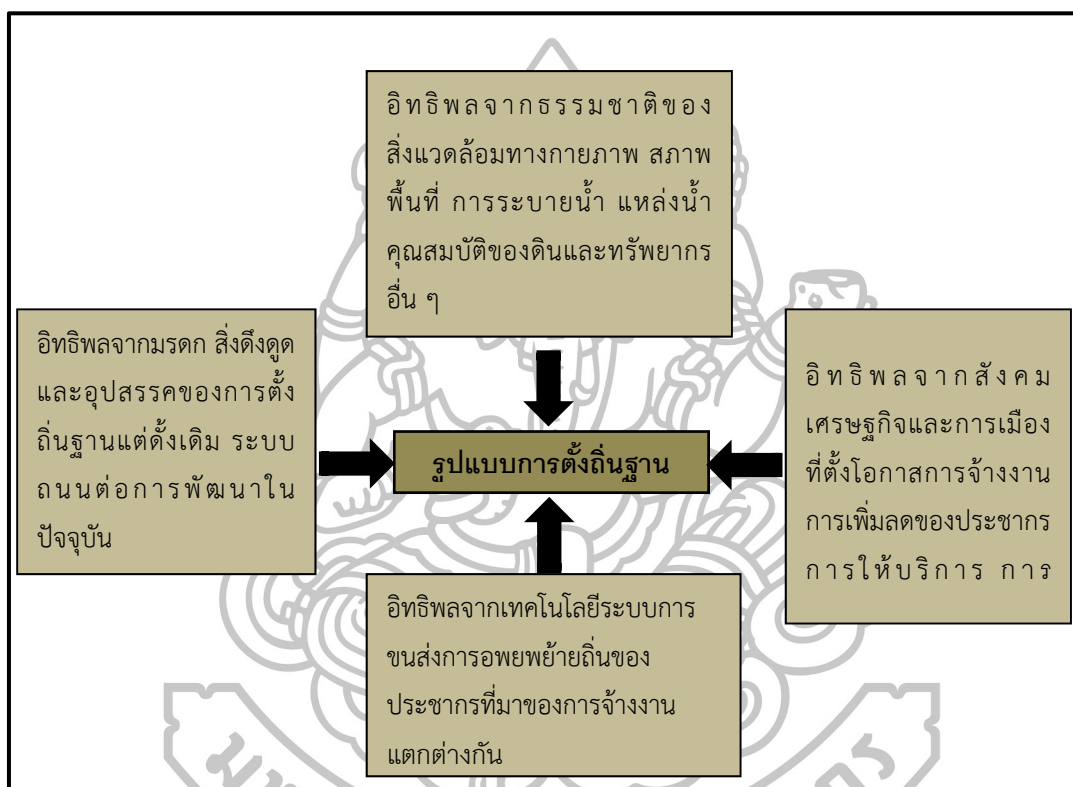 อิทธิพลจากธรรมชาติของ
สิ่งแวดล้อมทางกายภาพ สภาพ
พื้นที่ การระบายน้ำ แหล่งน้ำ
คุณสมบัติของดินและทรัพยากร
อื่น ๆ
อิทธิพลจากมรดก สิ่งดึงดูด
และอุปสรรคของการตั้ง
ถิ่นฐานแต่ดั้งเดิม ระบบ
ถนนต่อการพัฒนาใน
ปัจจุบัน
รูปแบบการตั้งถิ่นฐาน
อิทธิพลจากสังคม
เศรษฐกิจและการเมือง
ที่ตั้งโอกาสการจ้างงาน
การเพิ่มลดของประชากร
การให้บริการ การ
อิทธิพลจากเทคโนโลยีระบบการ
ขนส่งการอพยพย้ายถิ่นของ
ประชากรที่มาของการจ้างงาน
แตกต่างกัน